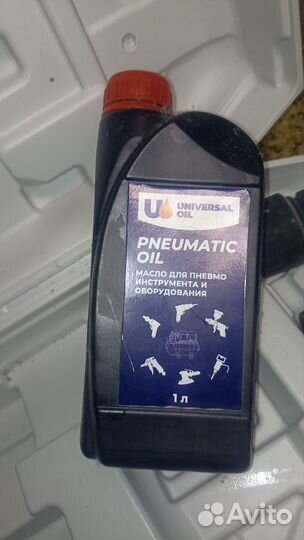 UNIVERSAL
OIL
PNEUMATIC
OIL
МАСЛО ДЛЯ ПНЕВМО
ИНСТРУМЕНТА И
ОБОРУДОВАНИЯ
1 л
Avito